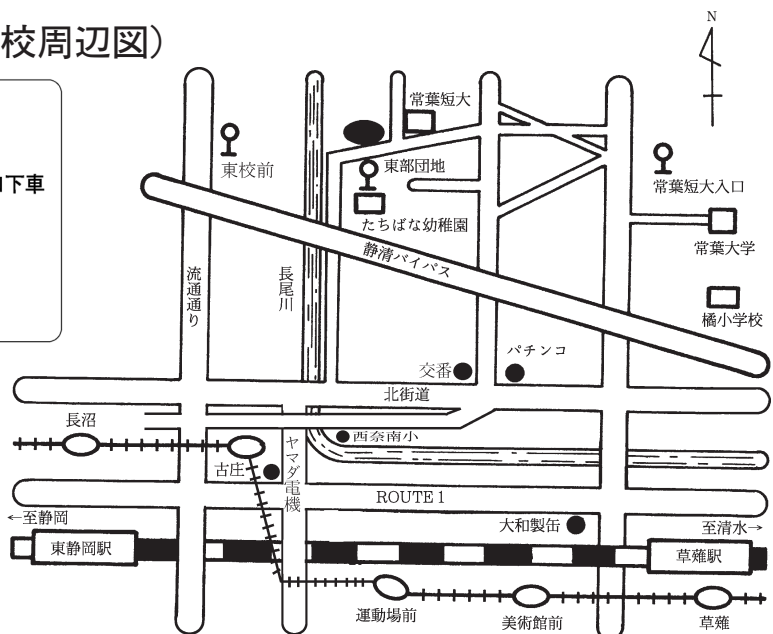 校周辺図）
N
常葉短大
下車
東校前
東部団地
常葉短大入口
たちばな幼稚園
常葉大学
静清バイパス
流通通り
長尾川
橘小学校
パチンコ
交番
北街道
長沼
西奈南小
ヤマダ電機
古庄
ROUTE 1
←至静岡
大和製缶
至清水→
東静岡駅
草薙駅
運動場前
美術館前
草薙